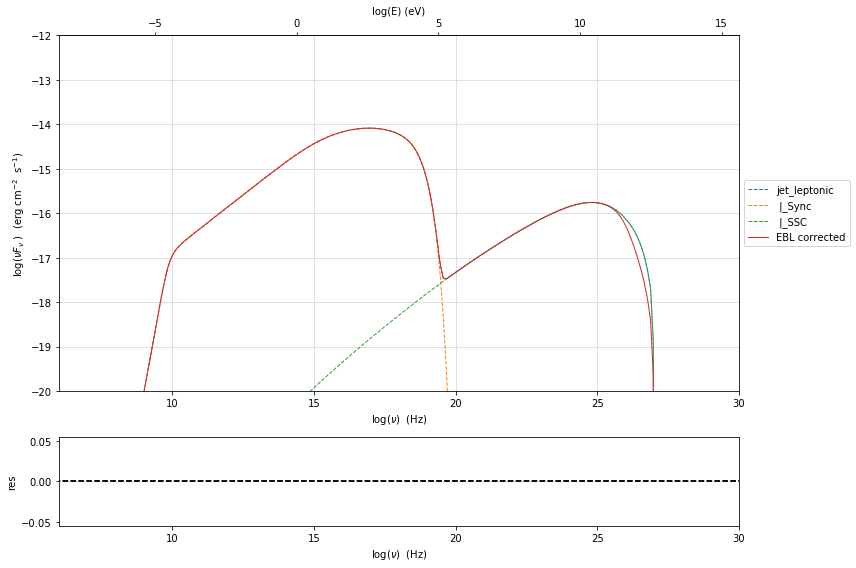 log(E) (eV)
−5 0 5 10 15
log(νFν ) (erg cm⁻² s⁻¹)
−12
−13
−14
−15
−16
−17
−18
−19
−20
10 15 20 25 30
log(ν) (Hz)
jet_leptonic
|_Sync
|_SSC
EBL corrected
res
0.05
0.00
−0.05
10 15 20 25 30
log(ν) (Hz)